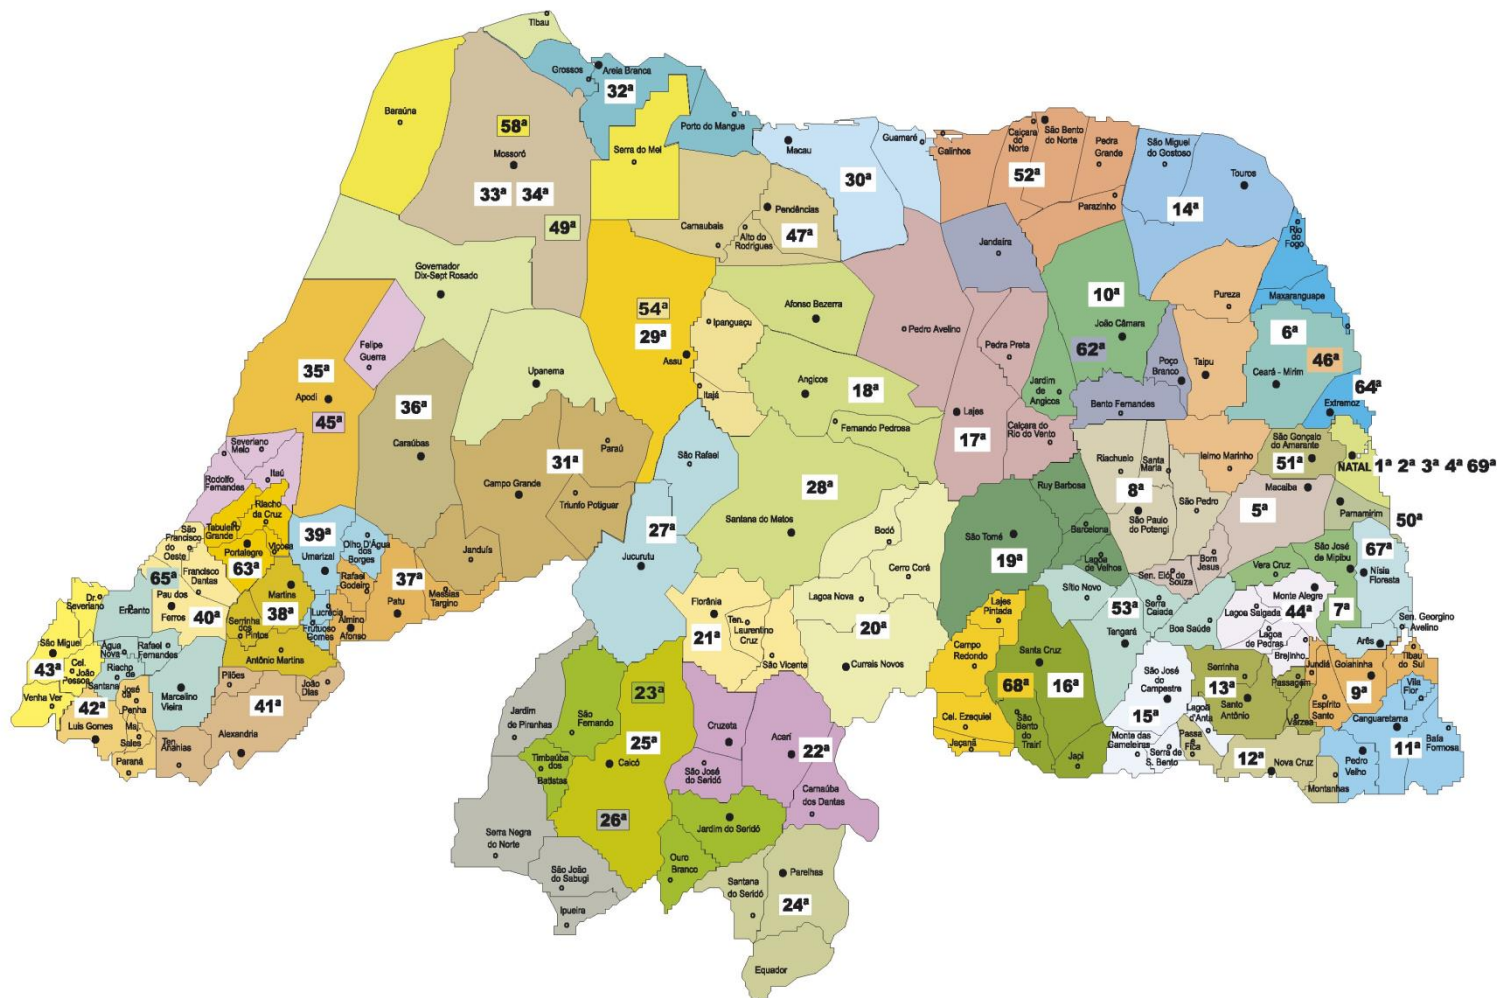 Tibau
Grossos
Areia Branca
32ª
Baraúna
58ª
Mossoró
33ª 34ª
49ª
Serra do Mel
Porto do Mangue
Macau
Guamaré
30ª
Galinhos
Caiçara
do
Norte
São Bento
do Norte
Pedra
Grande
52ª
Parazinho
São Miguel
do Gostoso
Touros
14ª
Rio
do
Fogo
Carnaubais
Alto do
Rodrigues
Pendências
47ª
Jandaíra
Governador
Dix-Sept Rosado
54ª
29ª
Assu
Ipanguaçu
Itajá
Afonso Bezerra
Pedro Avelino
Pedra Preta
10ª
João Câmara
62ª
Jardim
de
Angicos
Poço
Branco
Bento Fernandes
Pureza
Taipu
Maxaranguape
6ª
46ª
Ceará - Mirim
64ª
Extremoz
Felipe
Guerra
35ª
Apodi
45ª
Upanema
36ª
Caraúbas
Angicos
18ª
Fernando Pedrosa
Lajes
17ª
Caiçara do
Rio do Vento
Severiano
Melo
Itaú
Rodolfo
Fernandes
Campo Grande
31ª
Paraú
Triunfo Potiguar
São Rafael
28ª
Santana do Matos
27ª
Jucurutu
Bodó
Cerro Corá
Riachuelo
Santa
Maria
8ª
São Pedro
São Paulo
do Potengi
Ielmo Marinho
São Gonçalo
do Amarante
51ª
NATAL 1ª 2ª 3ª 4ª 69ª
Macaíba
5ª
Parnamirim
50ª
Ruy Barbosa
São Tomé
Barcelona
19ª
Lagoa
de Velhos
Sen. Elói de
Souza
Bom
Jesus
Riacho
da Cruz
Tabuleiro
Grande
Viçosa
Portalegre
63ª
39ª
Umarizal
Olho D'Água
dos
Borges
Janduís
São
Francisco
do
Oeste
Francisco
Dantas
65ª
Pau dos
Ferros
40ª
Martins
38ª
Serrinha
dos
Pintos
Lucrécia
Frutuoso
Gomes
Antônio Martins
Rafael
Godeiro
37ª
Almino
Afonso
Patu
Messias
Targino
Dr.
Severiano
Encanto
São Miguel
43ª
Cel.
João
Pessoa
Venha Ver
Água
Nova
Riacho
de
Santana
Rafael
Fernandes
Marcelino
Vieira
42ª
José
da
Penha
Luis Gomes
Maj.
Sales
Paraná
Pilões
41ª
João
Dias
Ten.
Ananias
Alexandria
Florânia
21ª
Ten.
Laurentino
Cruz
São Vicente
Lagoa Nova
20ª
Currais Novos
Lajes
Pintada
Campo
Redondo
Sítio Novo
53ª
Tangará
Serra
Caiada
Boa Saúde
Santa Cruz
68ª
16ª
Cel. Ezequiel
Jaçanã
São
Bento
do
Trairí
Japi
Vera Cruz
São José
de
Mipibu
67ª
Nísia
Floresta
Monte Alegre
Lagoa Salgada
44ª
7ª
Lagoa
de Pedras
Brejinho
Sen. Georgino
Avelino
Arês
Tibau
do Sul
Jundiá
Goianinha
9ª
Espírito
Santo
Vila
Flor
Canguaretama
11ª
Baía
Formosa
Pedro
Velho
São José
do
Campestre
15ª
Monte das
Gameleiras
Serra de
S. Bento
Serrinha
13ª
Santo
Antônio
Passagem
Várzea
Lagoa
d'Anta
Passa
e Fica
12ª
Nova Cruz
Montanhas
Jardim
de Piranhas
São
Fernando
23ª
25ª
Caicó
Timbaúba
dos
Batistas
26ª
Cruzeta
Acari
22ª
São José
do Seridó
Carnaúba
dos Dantas
Serra Negra
do Norte
São João
do Sabugi
Ipueira
Jardim do Seridó
Ouro
Branco
Santana
do Seridó
Parelhas
24ª
Equador